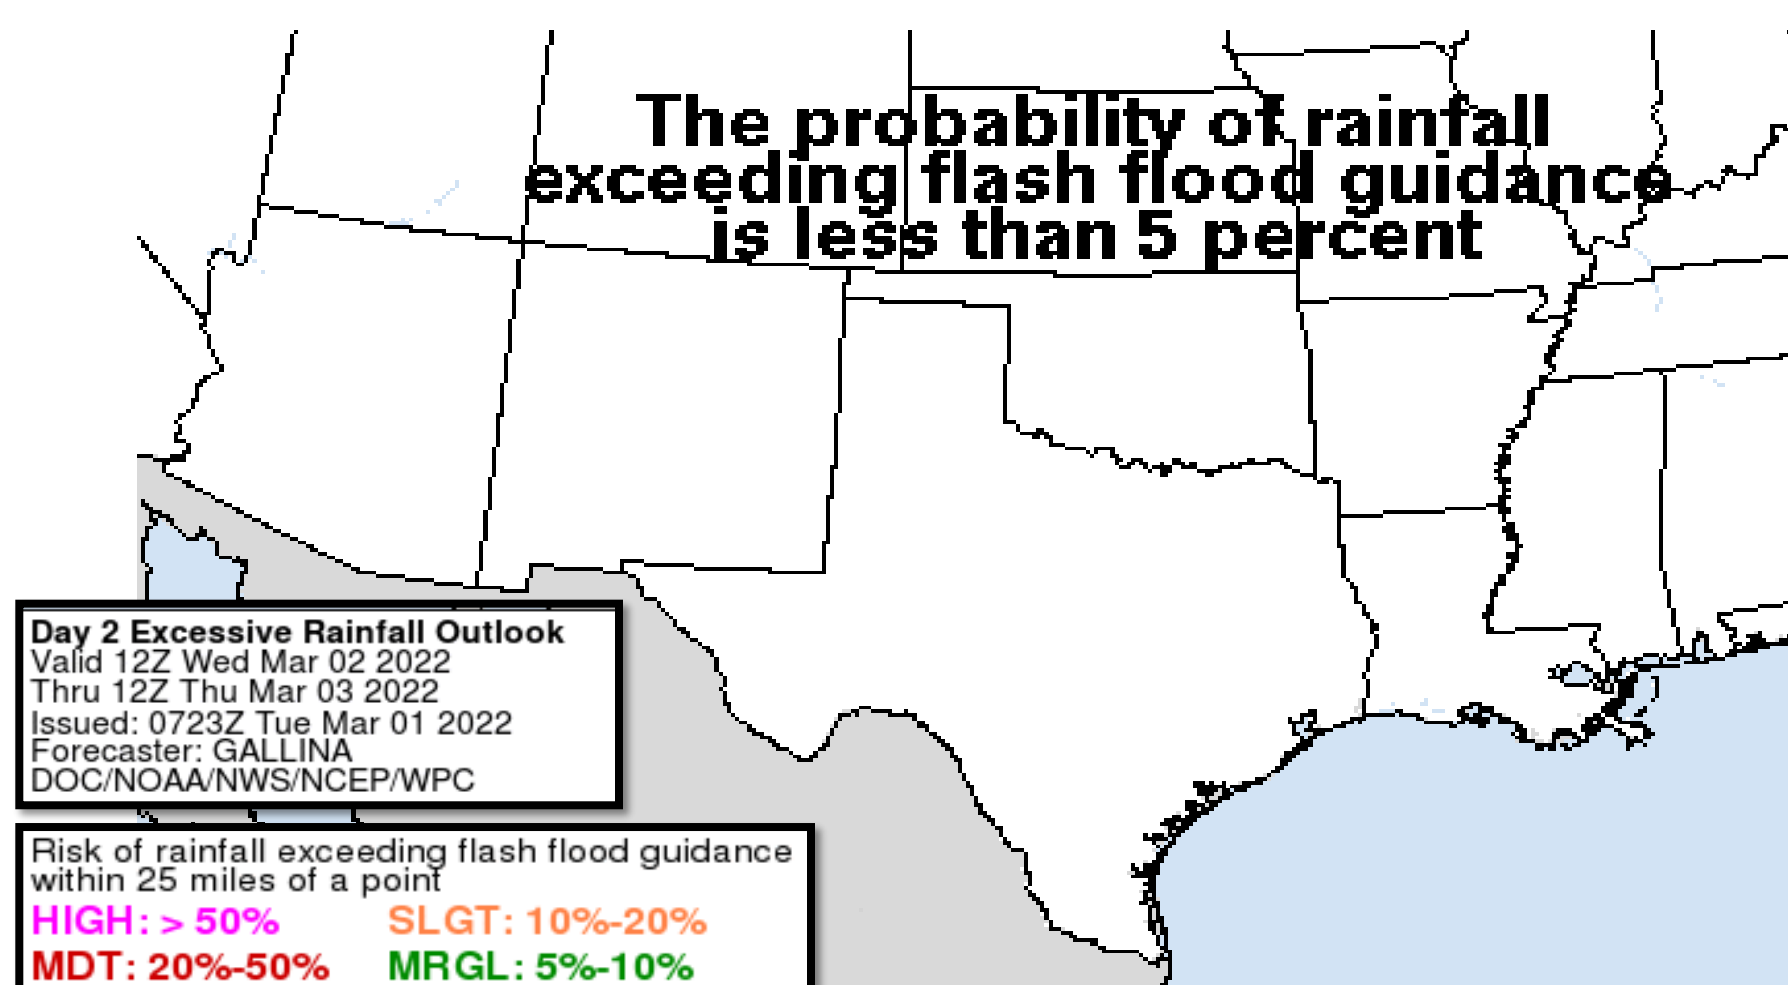 The probability of rainfall
exceeding flash flood guidance
is less than 5 percent
Day 2 Excessive Rainfall Outlook
Valid 12Z Wed Mar 02 2022
Thru 12Z Thu Mar 03 2022
Issued: 0723Z Tue Mar 01 2022
Forecaster: GALLINA
DOC/NOAA/NWS/NCEP/WPC
Risk of rainfall exceeding flash flood guidance
within 25 miles of a point
HIGH: > 50% SLGT: 10%-20%
MDT: 20%-50% MRGL: 5%-10%